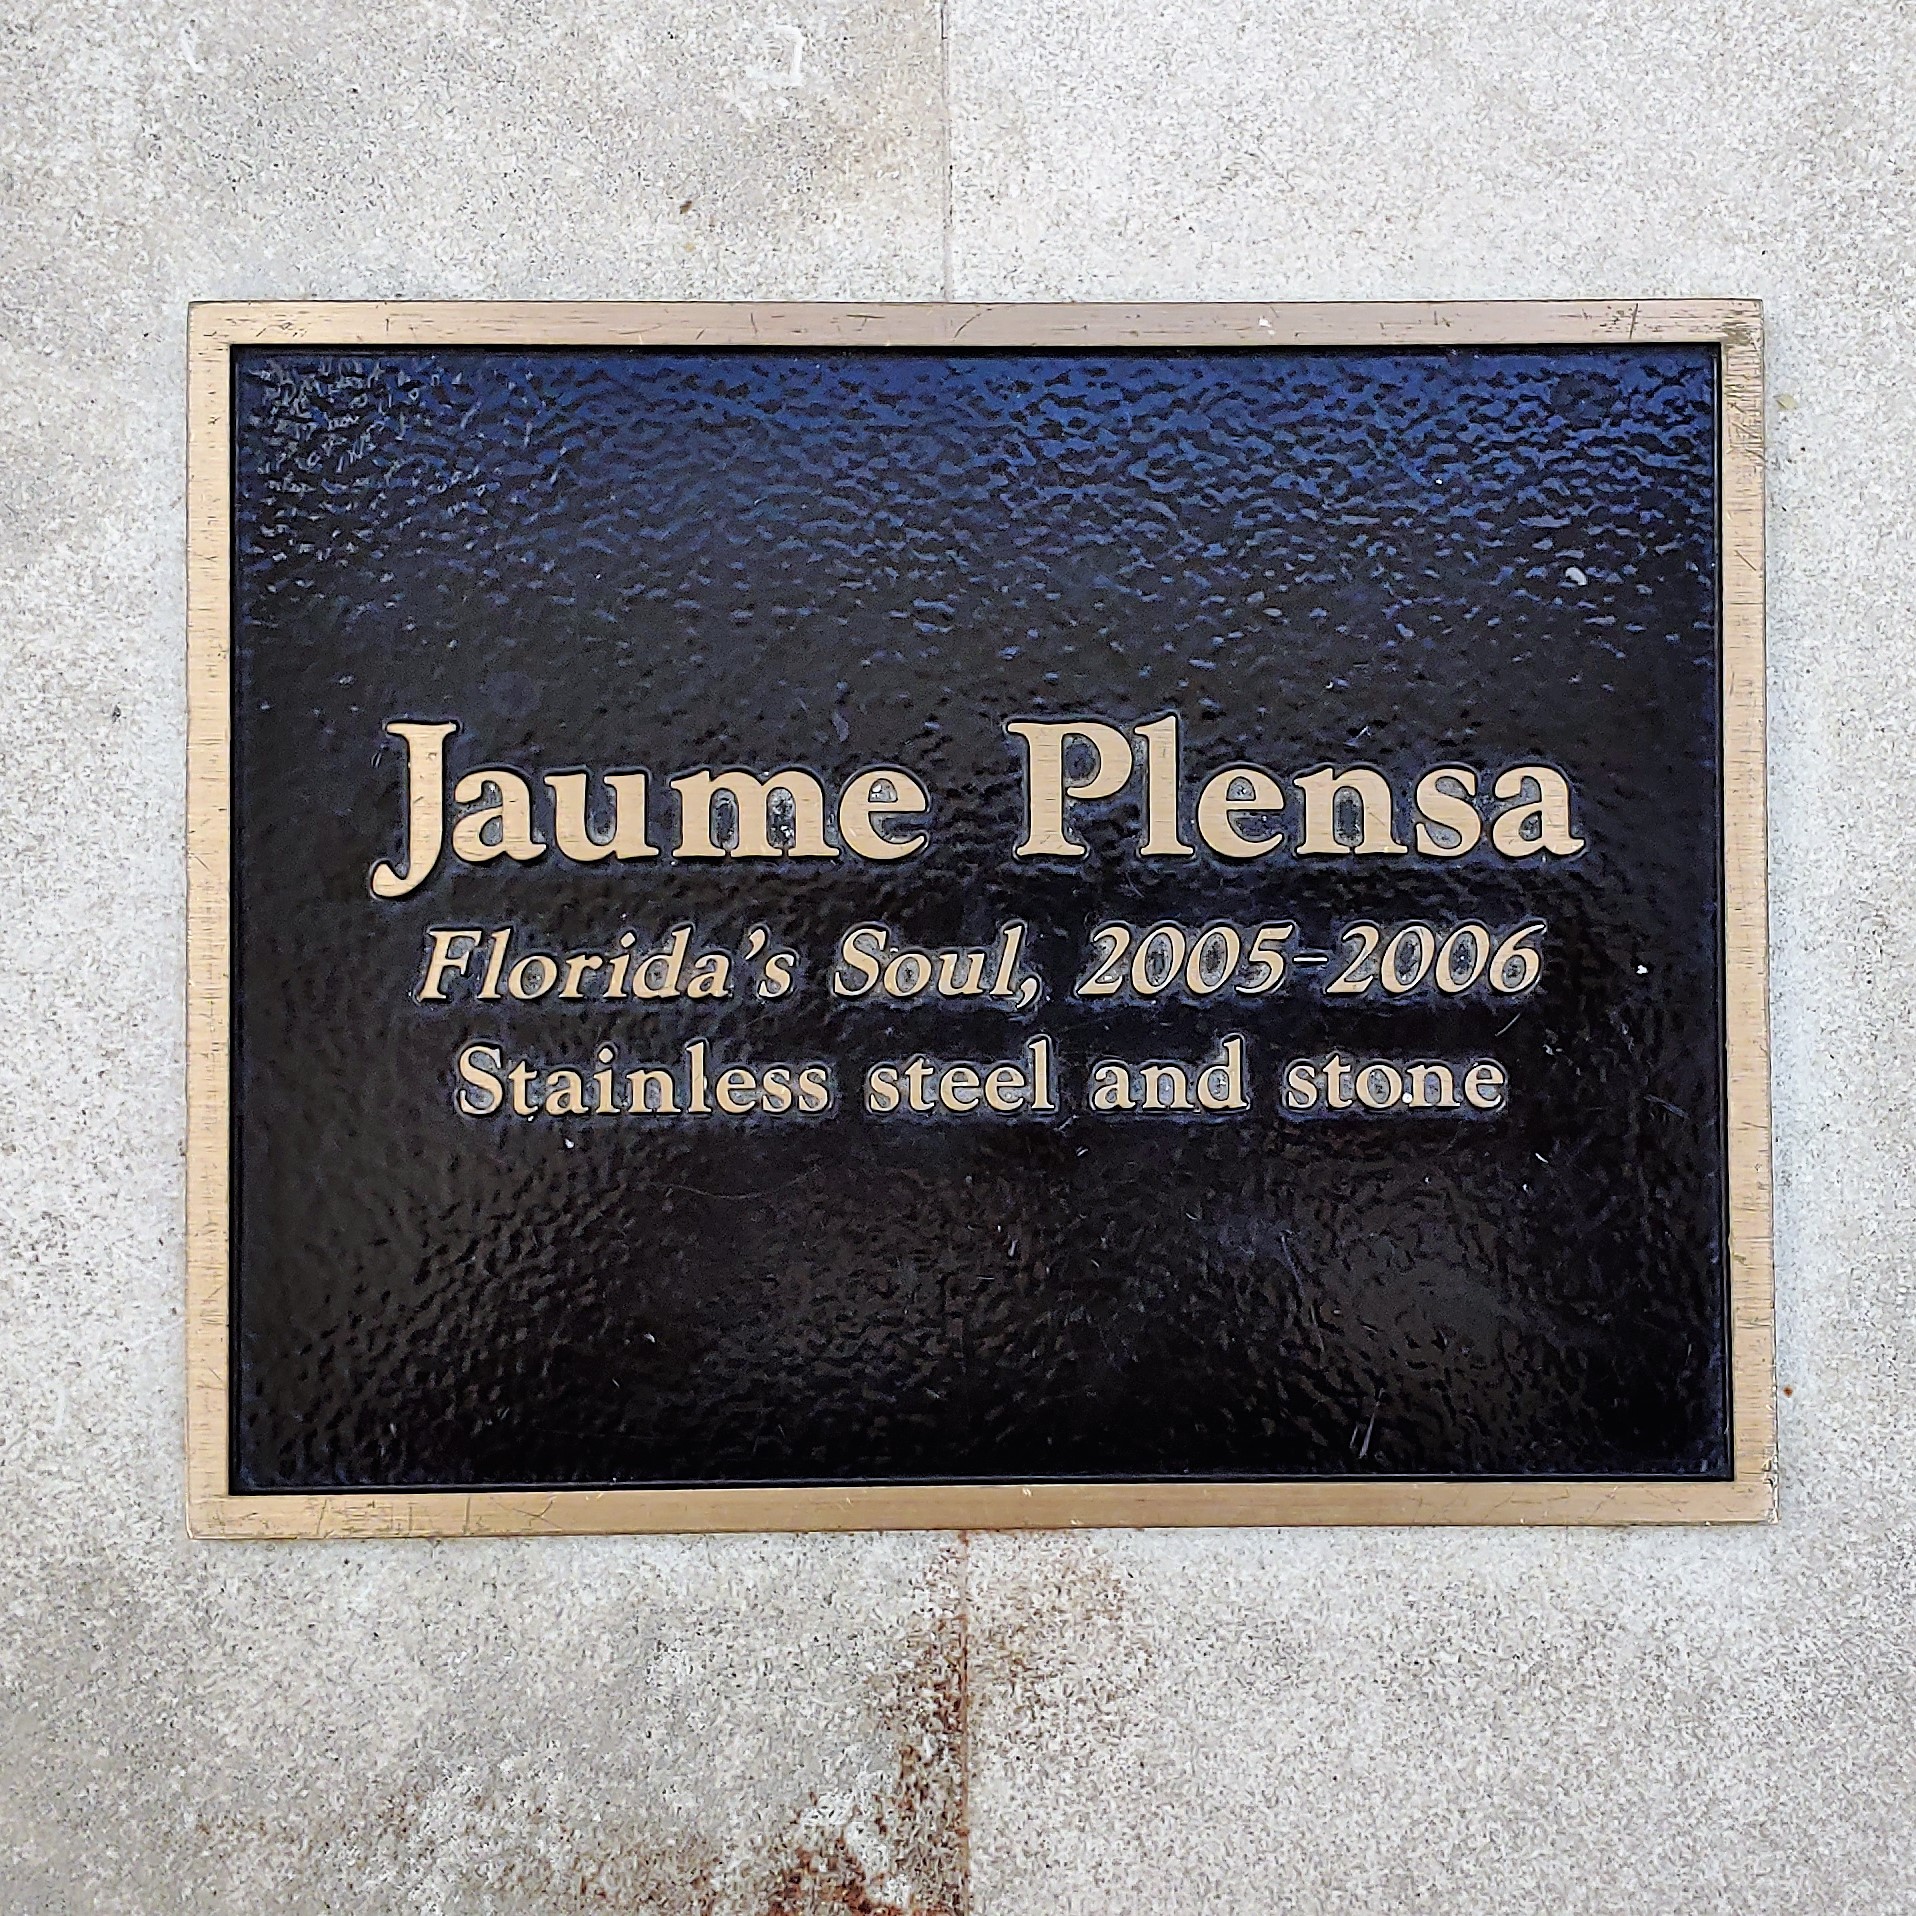 Jaume Plensa
Florida's Soul, 2005–2006
Stainless steel and stone